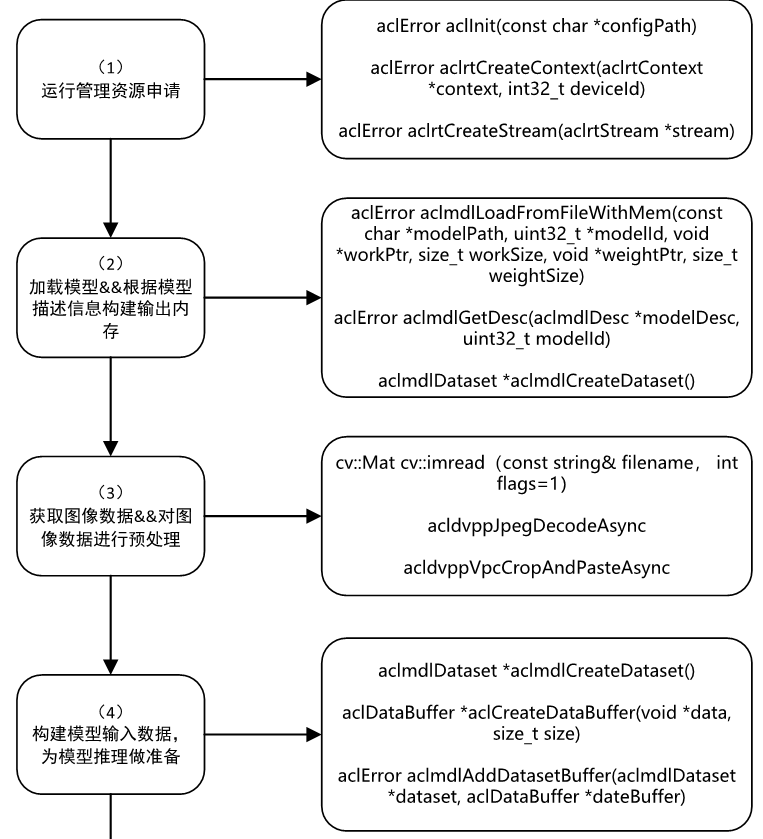 （1）
运行管理资源申请
aclError aclInit(const char *configPath)
aclError aclrtCreateContext(aclrtContext
*context, int32_t deviceId)
aclError aclrtCreateStream(aclrtStream *stream)
（2）
加载模型&&根据模型
描述信息构建输出内
存
aclError aclmdlLoadFromFileWithMem(const
char *modelPath, uint32_t *modelId, void
*workPtr, size_t workSize, void *weightPtr, size_t
weightSize)
aclError aclmdlGetDesc(aclmdlDesc *modelDesc,
uint32_t modelId)
aclmdlDataset *aclmdlCreateDataset()
（3）
获取图像数据&&对图
像数据进行预处理
cv::Mat cv::imread（const string& filename， int
flags=1）
acldvppJpegDecodeAsync
acldvppVpcCropAndPasteAsync
（4）
构建模型输入数据，
为模型推理做准备
aclmdlDataset *aclmdlCreateDataset()
aclDataBuffer *aclCreateDataBuffer(void *data,
size_t size)
aclError aclmdlAddDatasetBuffer(aclmdlDataset
*dataset, aclDataBuffer *dateBuffer)